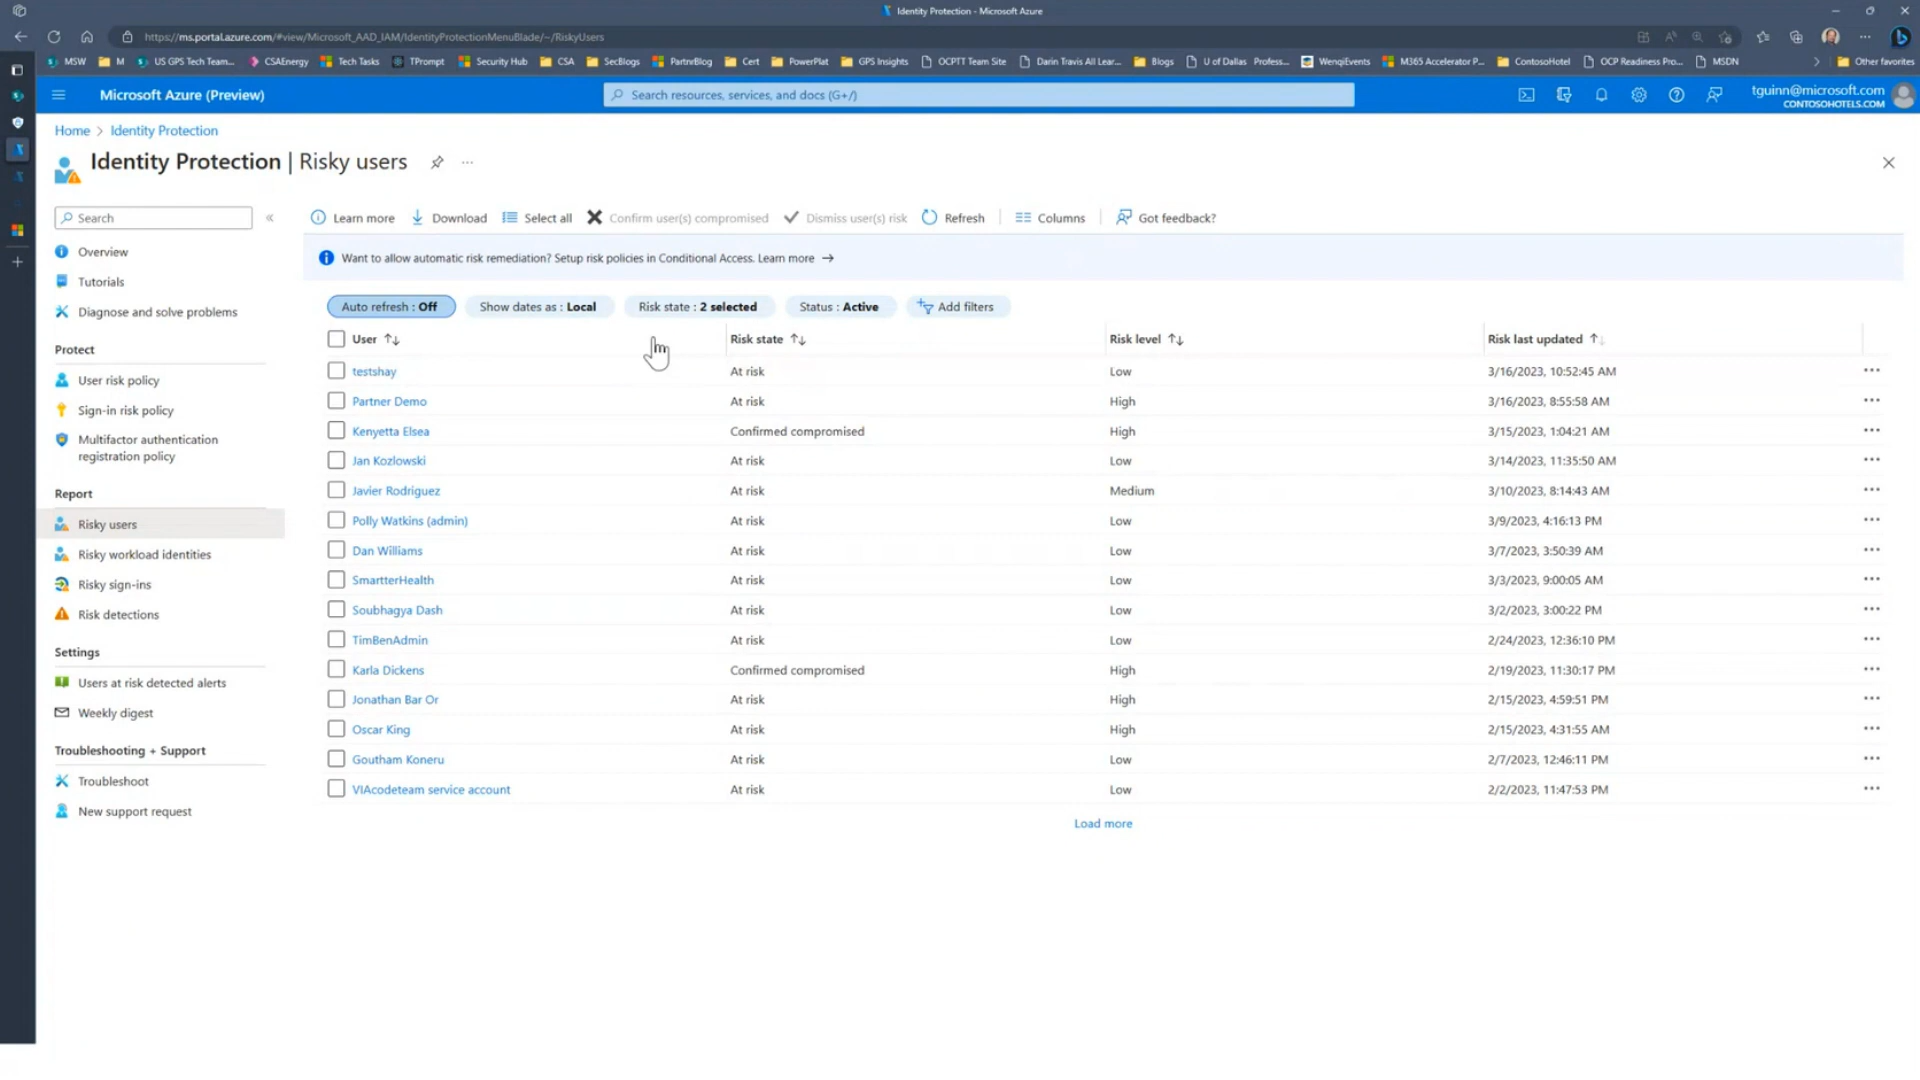 Identity Protection - Microsoft Azure
https://ms.portal.azure.com/#view/Microsoft_AAD_IAM/IdentityProtectionMenuBlade/~/RiskyUsers
MSW M US GPS Tech Team... CSAEnergy Tech Tasks TPrompt Security Hub CSA SecBlogs PartnrBlog Cert PowerPlat GPS Insights OCPTT Team Site Darin Travis All Lear... Blogs U of Dallas Profess... WenqiEvents M365 Accelerator P... ContosoHotel OCP Readiness Pro... MSDN Other favorites
Microsoft Azure (Preview)
Search resources, services, and docs (G+/)
tguinn@microsoft.com
CONTOSOHOTELS.COM
Home > Identity Protection
Identity Protection | Risky users
Search
Overview
Tutorials
Diagnose and solve problems
Protect
User risk policy
Sign-in risk policy
Multifactor authentication
registration policy
Report
Risky users
Risky workload identities
Risky sign-ins
Risk detections
Settings
Users at risk detected alerts
Weekly digest
Troubleshooting + Support
Troubleshoot
New support request
Learn more Download Select all Confirm user(s) compromised Dismiss user(s) risk Refresh Columns Got feedback?
Want to allow automatic risk remediation? Setup risk policies in Conditional Access. Learn more →
Auto refresh : Off Show dates as : Local Risk state : 2 selected Status : Active Add filters
User Risk state Risk level Risk last updated
testshay At risk Low 3/16/2023, 10:52:45 AM
Partner Demo At risk High 3/16/2023, 8:55:58 AM
Kenyetta Elsea Confirmed compromised High 3/15/2023, 1:04:21 AM
Jan Kozlowski At risk Low 3/14/2023, 11:35:50 AM
Javier Rodriguez At risk Medium 3/10/2023, 8:14:43 AM
Polly Watkins (admin) At risk Low 3/9/2023, 4:16:13 PM
Dan Williams At risk Low 3/7/2023, 3:50:39 AM
SmartterHealth At risk Low 3/3/2023, 9:00:05 AM
Soubhagya Dash At risk Low 3/2/2023, 3:00:22 PM
TimBenAdmin At risk Low 2/24/2023, 12:36:10 PM
Karla Dickens Confirmed compromised High 2/19/2023, 11:30:17 PM
Jonathan Bar Or At risk High 2/15/2023, 4:59:51 PM
Oscar King At risk High 2/15/2023, 4:31:55 AM
Goutham Koneru At risk Low 2/7/2023, 12:46:11 PM
VIAcodeteam service account At risk Low 2/2/2023, 11:47:53 PM
Load more